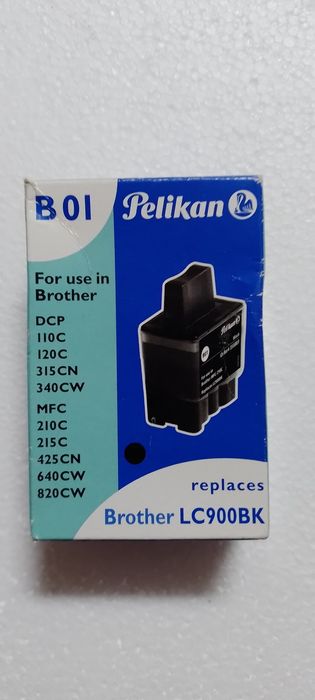 B01 Pelikan
For use in
Brother
DCP
110C
120C
315CN
340CW
MFC
210C
215C
425CN
640CW
820CW
Pelikan
replaces
Brother LC900BK